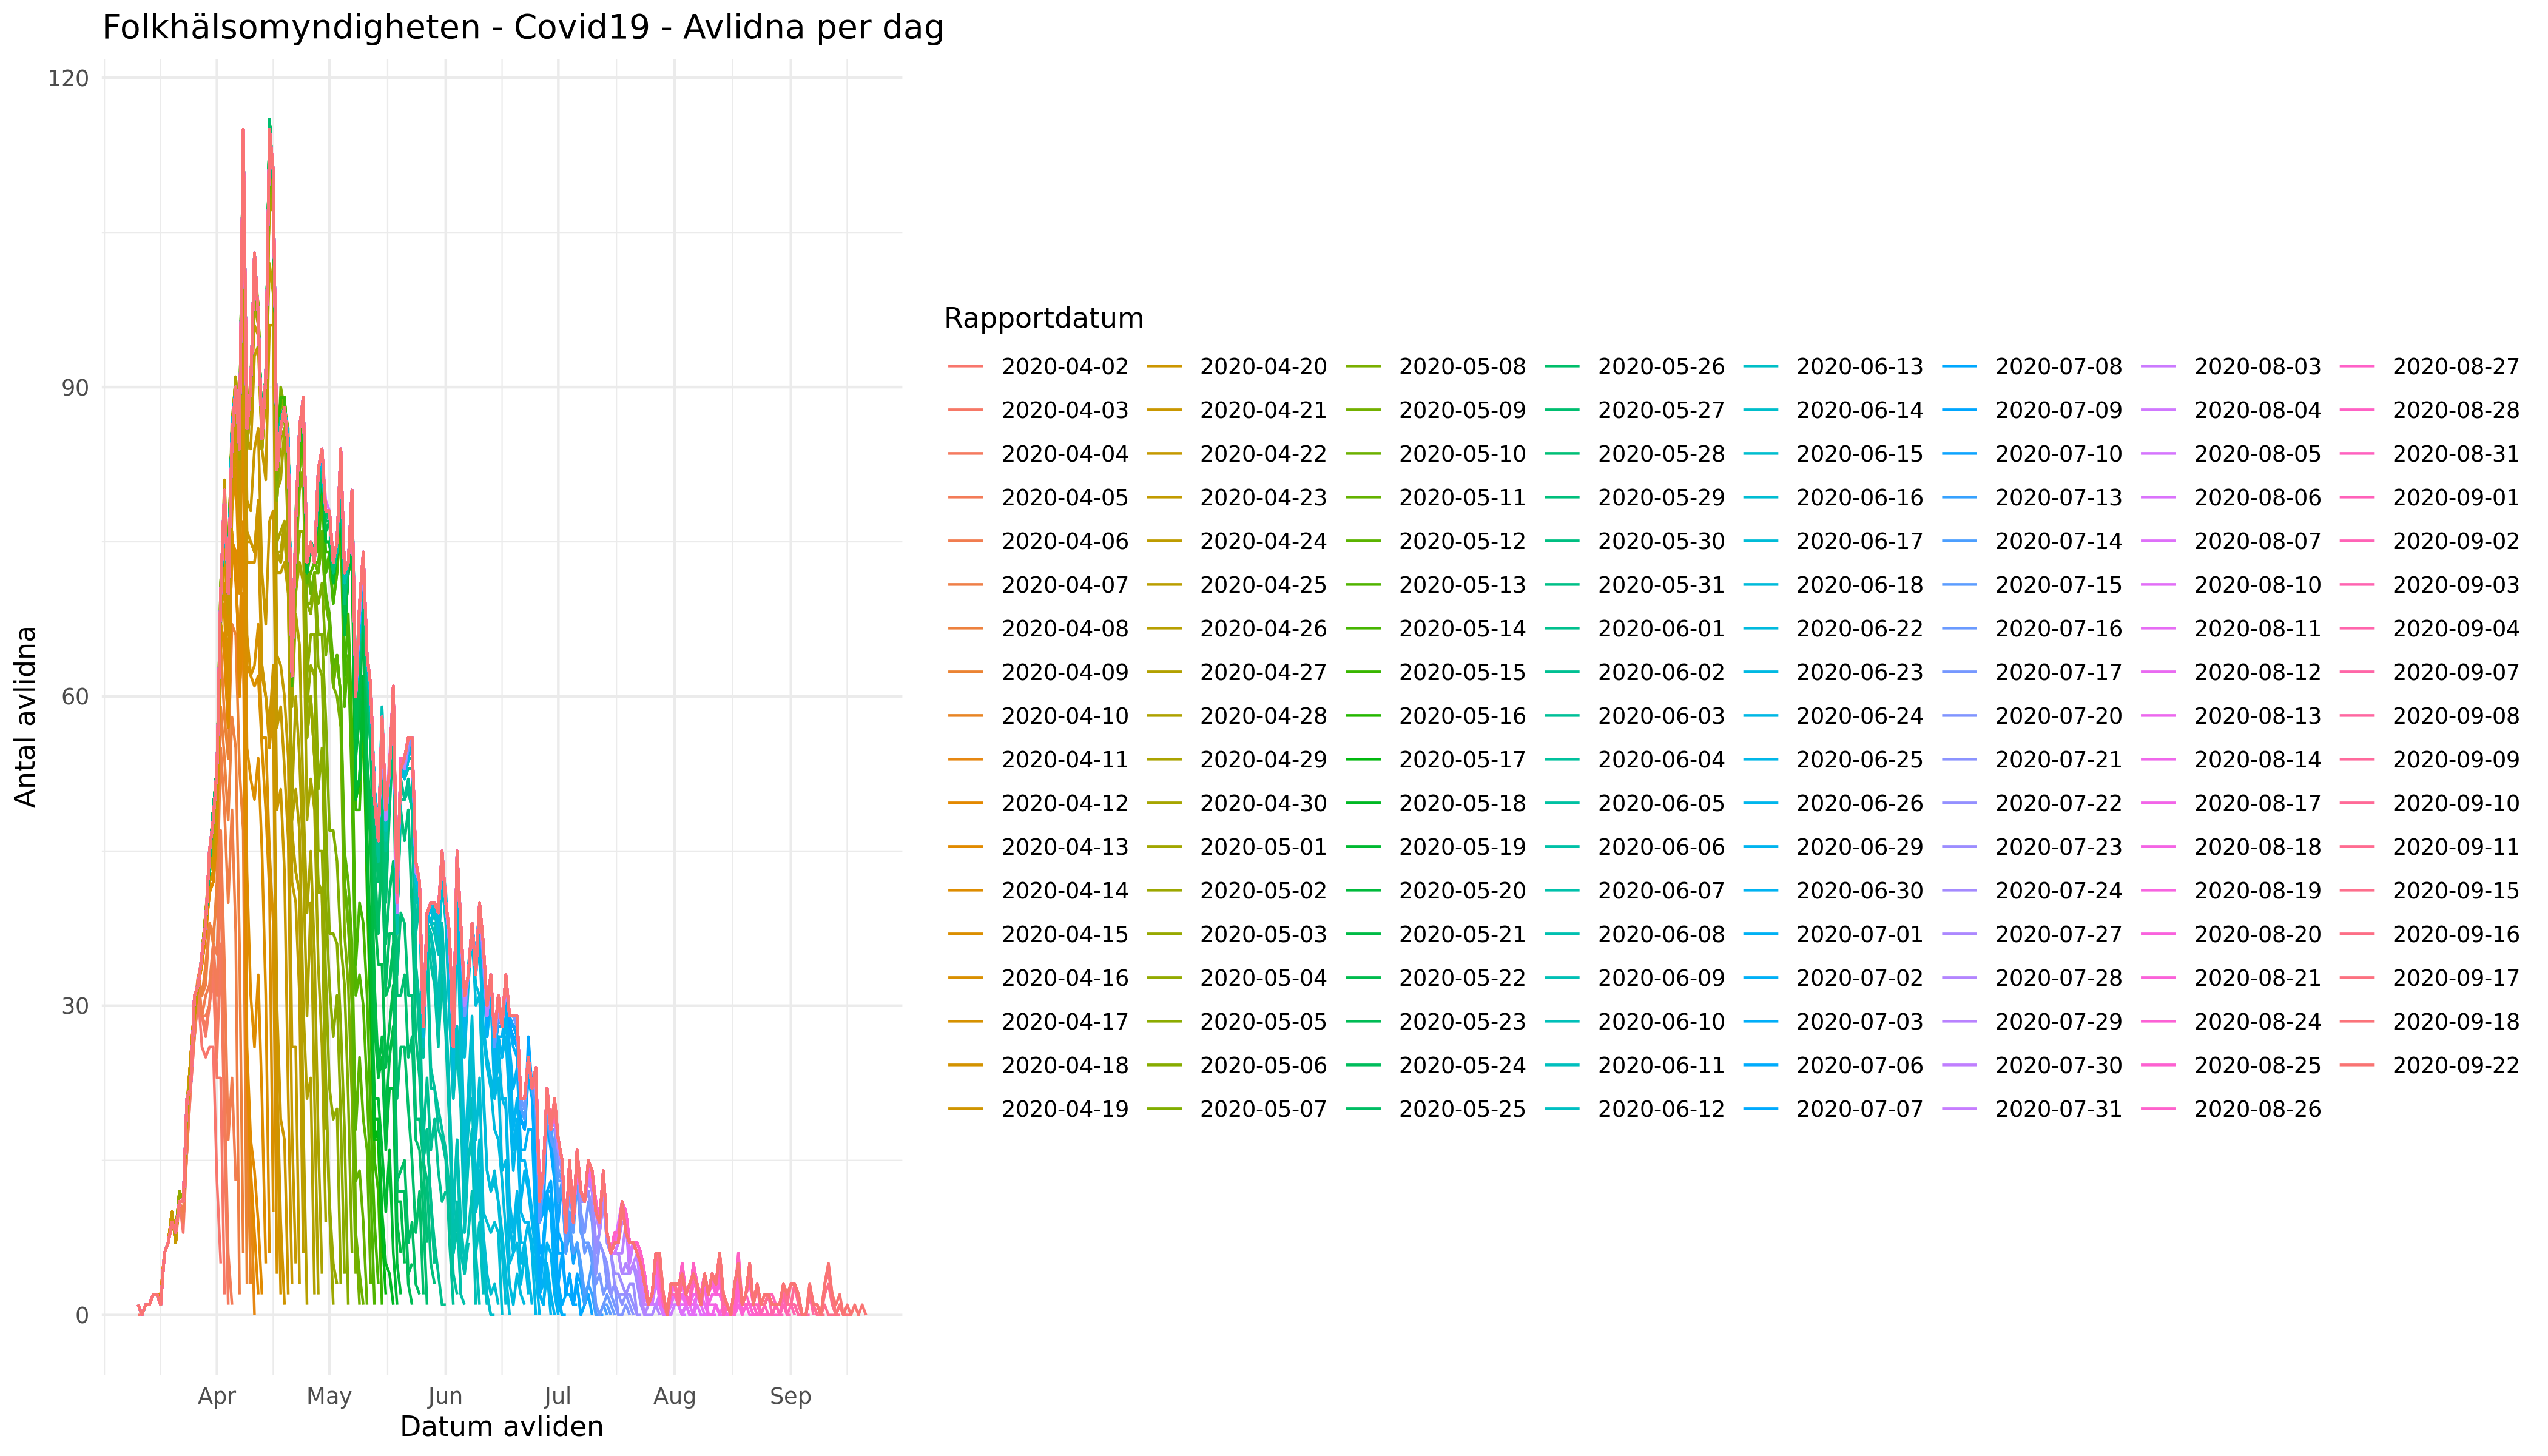 Folkhälsomyndigheten - Covid19 - Avlidna per dag
120
90
60
30
0
Antal avlidna
Apr May Jun Jul Aug Sep
Datum avliden
Rapportdatum
2020-04-02 2020-04-20 2020-05-08 2020-05-26 2020-06-13 2020-07-08 2020-08-03 2020-08-27
2020-04-03 2020-04-21 2020-05-09 2020-05-27 2020-06-14 2020-07-09 2020-08-04 2020-08-28
2020-04-04 2020-04-22 2020-05-10 2020-05-28 2020-06-15 2020-07-10 2020-08-05 2020-08-31
2020-04-05 2020-04-23 2020-05-11 2020-05-29 2020-06-16 2020-07-13 2020-08-06 2020-09-01
2020-04-06 2020-04-24 2020-05-12 2020-05-30 2020-06-17 2020-07-14 2020-08-07 2020-09-02
2020-04-07 2020-04-25 2020-05-13 2020-05-31 2020-06-18 2020-07-15 2020-08-10 2020-09-03
2020-04-08 2020-04-26 2020-05-14 2020-06-01 2020-06-22 2020-07-16 2020-08-11 2020-09-04
2020-04-09 2020-04-27 2020-05-15 2020-06-02 2020-06-23 2020-07-17 2020-08-12 2020-09-07
2020-04-10 2020-04-28 2020-05-16 2020-06-03 2020-06-24 2020-07-20 2020-08-13 2020-09-08
2020-04-11 2020-04-29 2020-05-17 2020-06-04 2020-06-25 2020-07-21 2020-08-14 2020-09-09
2020-04-12 2020-04-30 2020-05-18 2020-06-05 2020-06-26 2020-07-22 2020-08-17 2020-09-10
2020-04-13 2020-05-01 2020-05-19 2020-06-06 2020-06-29 2020-07-23 2020-08-18 2020-09-11
2020-04-14 2020-05-02 2020-05-20 2020-06-07 2020-06-30 2020-07-24 2020-08-19 2020-09-15
2020-04-15 2020-05-03 2020-05-21 2020-06-08 2020-07-01 2020-07-27 2020-08-20 2020-09-16
2020-04-16 2020-05-04 2020-05-22 2020-06-09 2020-07-02 2020-07-28 2020-08-21 2020-09-17
2020-04-17 2020-05-05 2020-05-23 2020-06-10 2020-07-03 2020-07-29 2020-08-24 2020-09-18
2020-04-18 2020-05-06 2020-05-24 2020-06-11 2020-07-06 2020-07-30 2020-08-25 2020-09-22
2020-04-19 2020-05-07 2020-05-25 2020-06-12 2020-07-07 2020-07-31 2020-08-26